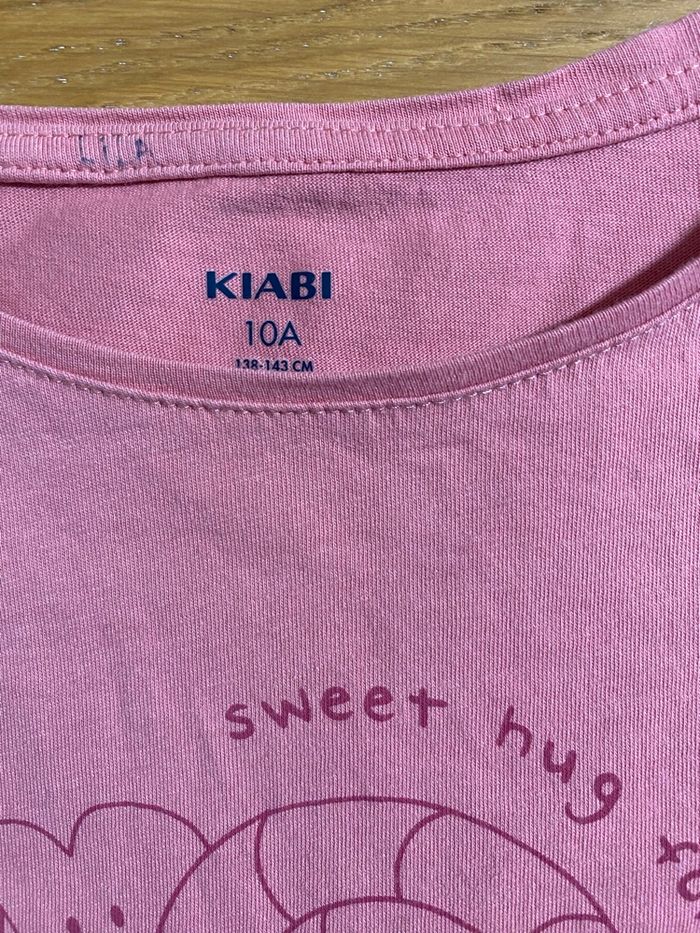 LILA
KIABI
10A
138-143 CM
sweet hug